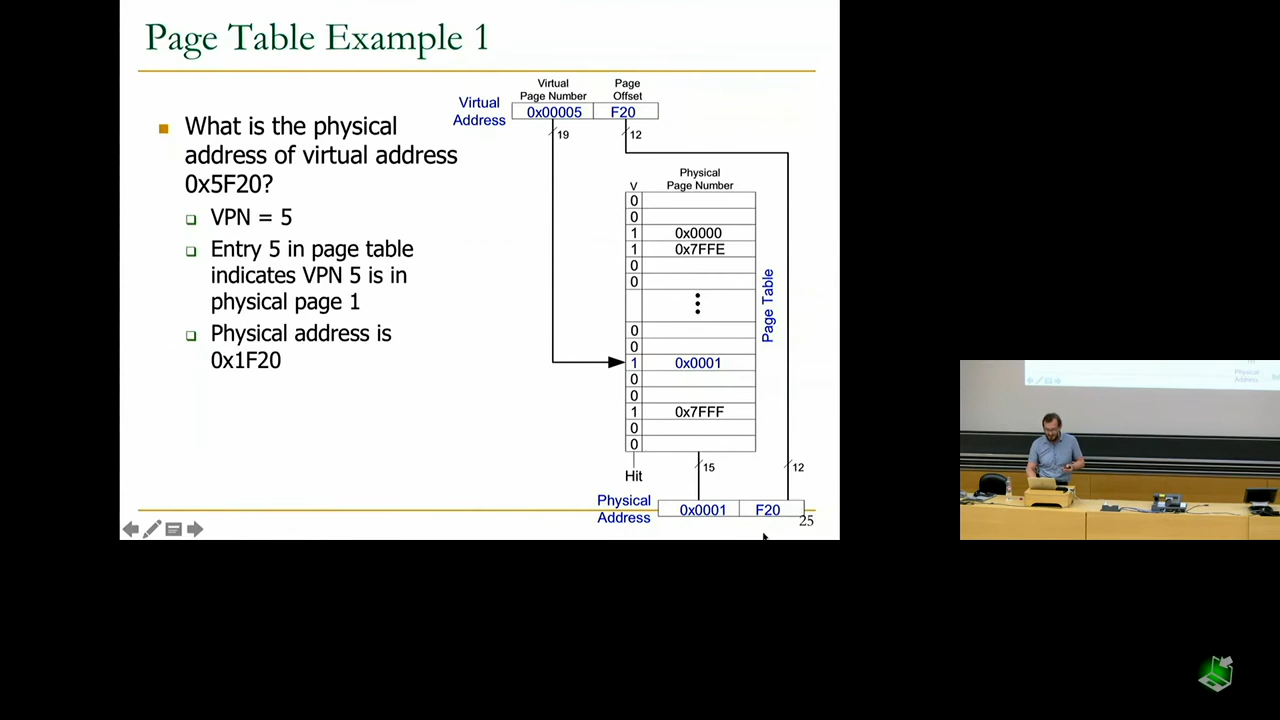 Page Table Example 1
What is the physical
address of virtual address
0x5F20?
VPN = 5
Entry 5 in page table
indicates VPN 5 is in
physical page 1
Physical address is
0x1F20
Virtual
Page Number
Page
Offset
Virtual
Address
0x00005
F20
19
12
V
Physical
Page Number
0
0
1 0x0000
1 0x7FFE
0
0
0
0
1 0x0001
0
0
1 0x7FFF
0
0
Page Table
Hit
15
12
Physical
Address
0x0001
F20
25
Physical
Address